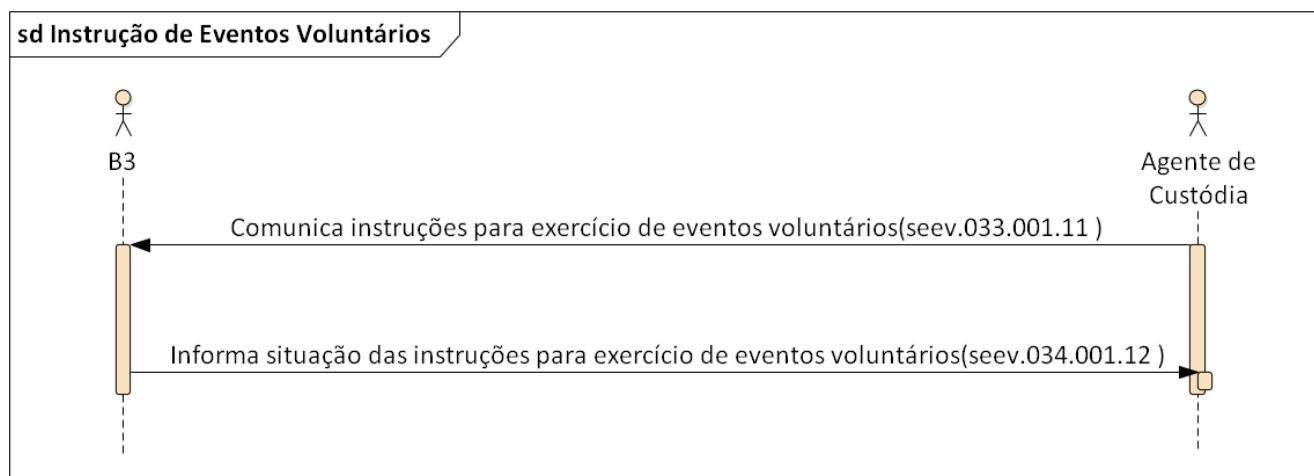 sd Instrução de Eventos Voluntários
B3
Agente de
Custódia
Comunica instruções para exercício de eventos voluntários(seev.033.001.11 )
Informa situação das instruções para exercício de eventos voluntários(seev.034.001.12 )